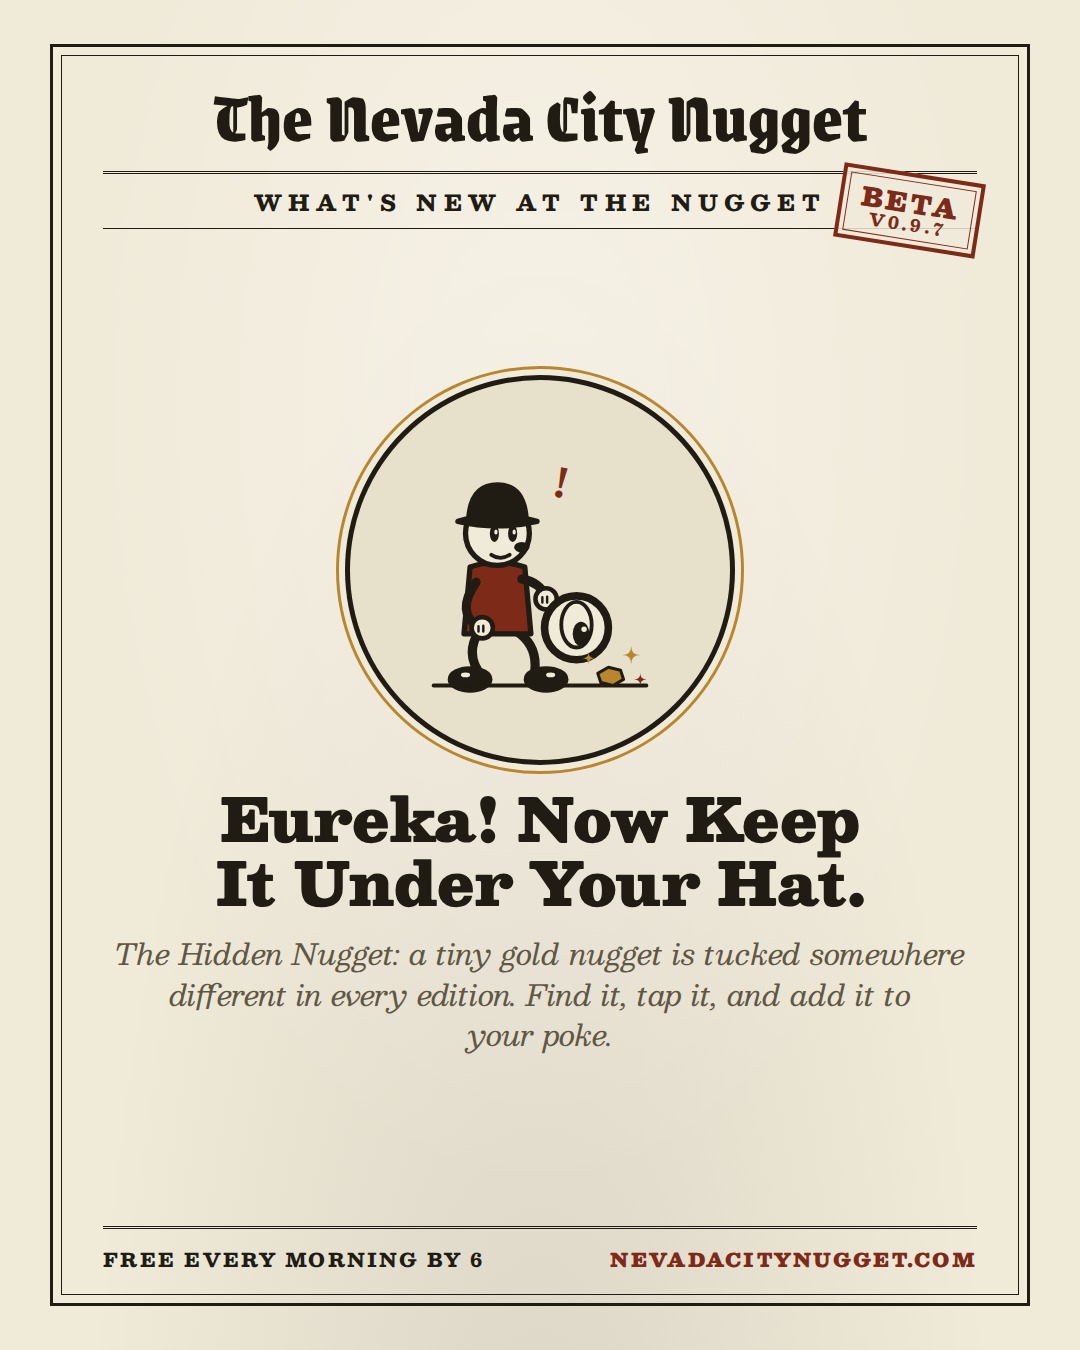 The Nevada City Nugget
WHAT'S NEW AT THE NUGGET
BETA
V0.9.7
!
Eureka! Now Keep
It Under Your Hat.
The Hidden Nugget: a tiny gold nugget is tucked somewhere
different in every edition. Find it, tap it, and add it to
your poke.
FREE EVERY MORNING BY 6
NEVADACITYNUGGET.COM